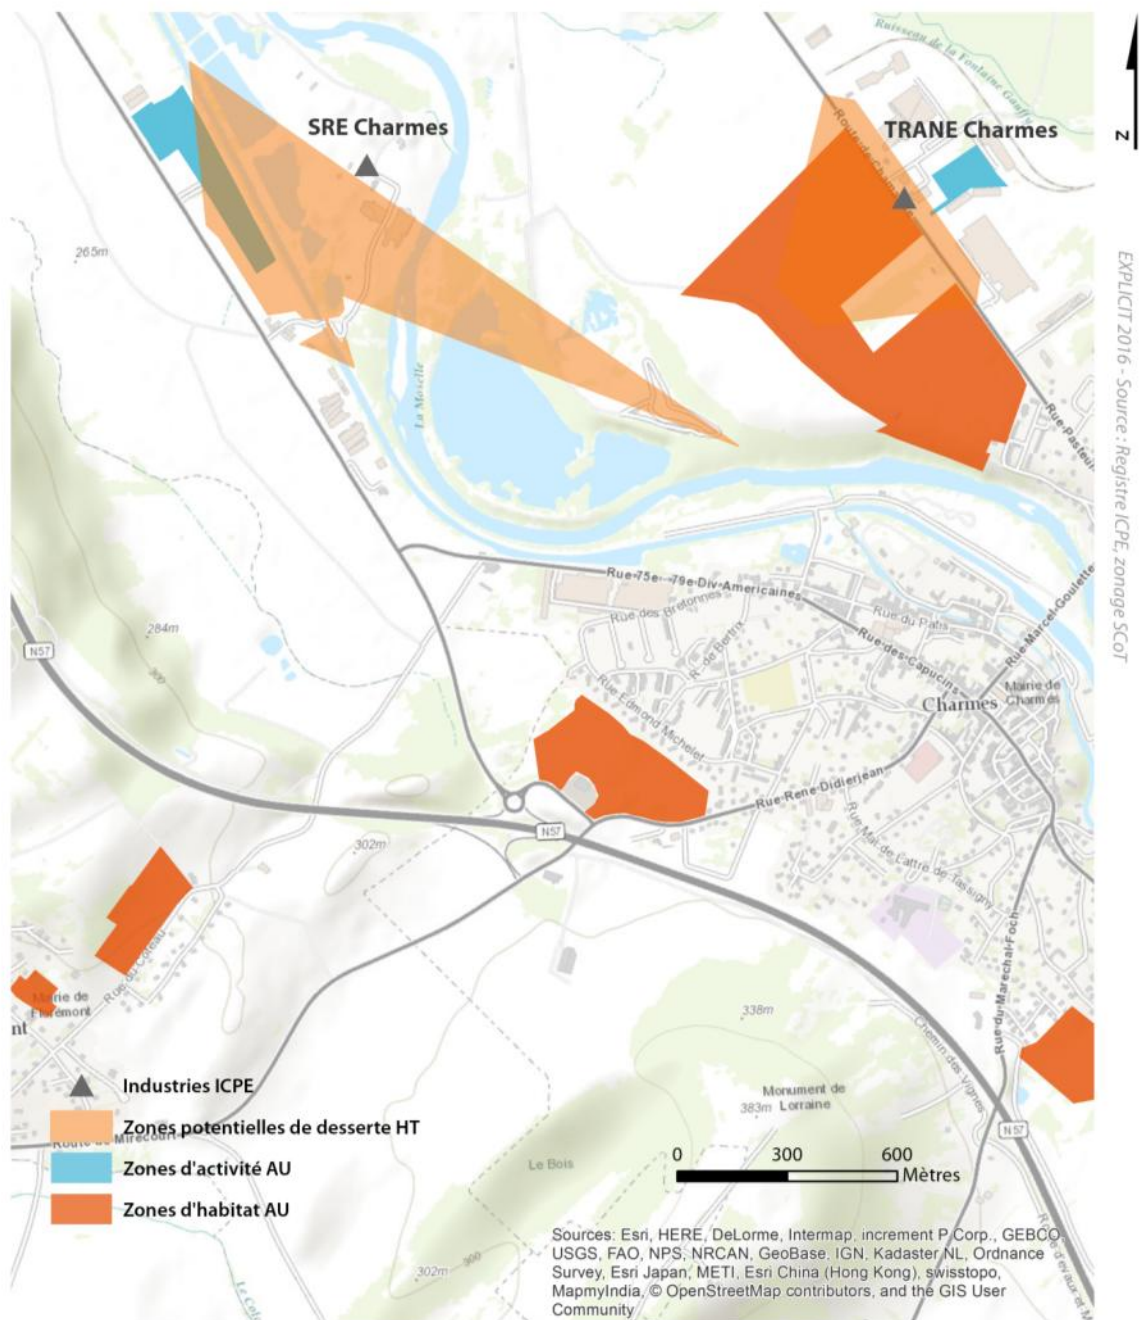 Ruisseau de la Fontaine Gauffs
SRE Charmes
TRANE Charmes
Z
265m
La Moselle
Rue-Pasteur
EXPLICIT 2016 - Source : Registre ICPE, zonage SCoT
Rue-75e--79e-Div-Americaines
Rue des Bretonnes
R de Bertrix
Rue du Patis
Rue-des-Capucins
Rue-Marcel-Goulette
284m
300
N57
Rue Edmond Michelet
Charmes
Mairie de
Charmes
Rue-Rene-Didierjean
N57
302m
Rue Mal de Lattre de Tassigny
Rue du Coteau
Rue-du-Marechal-Foch
Mairie de
Florémont
nt
338m
Chemin des Vignes
Monument de
Lorraine
383m
N 57
Le Bois
Industries ICPE
Zones potentielles de desserte HT
Route de Mirecourt
Zones d'activité AU
Zones d'habitat AU
0 300 600
Mètres
300
302m
Sources: Esri, HERE, DeLorme, Intermap, increment P Corp., GEBCO,
USGS, FAO, NPS, NRCAN, GeoBase, IGN, Kadaster NL, Ordnance
Survey, Esri Japan, METI, Esri China (Hong Kong), swisstopo,
MapmyIndia, © OpenStreetMap contributors, and the GIS User
Community